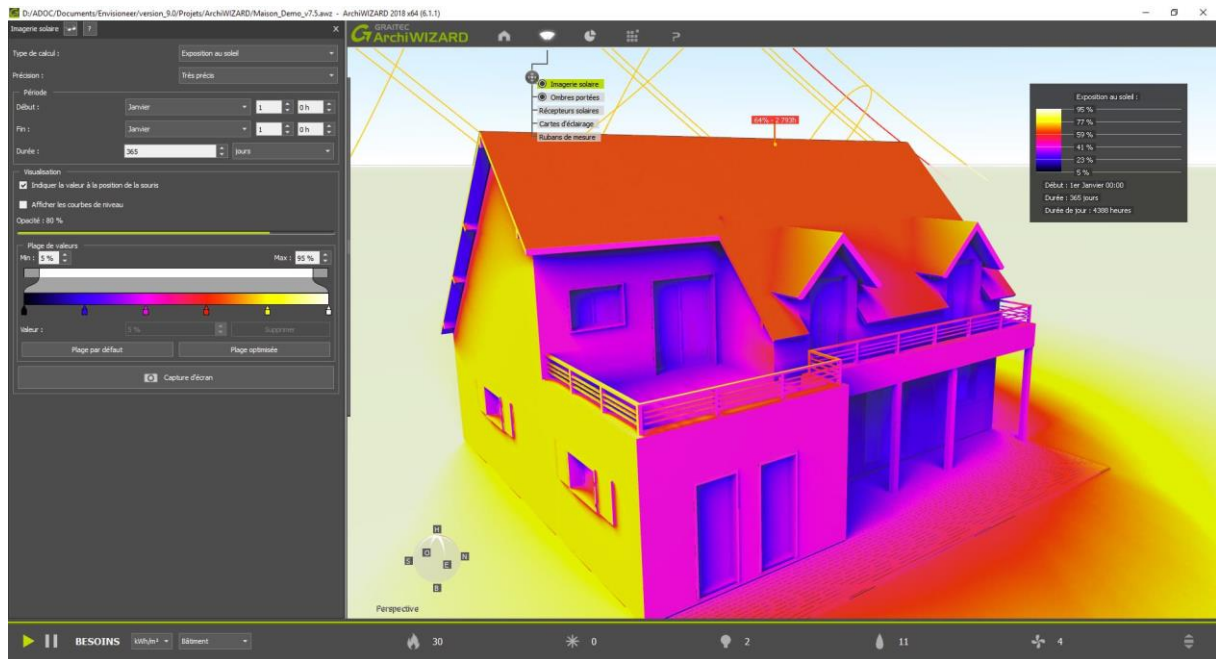 D:/ADOC/Documents/Envisioneer/version_9.0/Projets/ArchiWIZARD/Maison_Demo_v7.5.awz - ArchiWIZARD 2018 x64 (6.1.1)
Imagerie solaire
?
Type de calcul :
Exposition au soleil
Précision :
Très précis
Période
Début :
Janvier
1
0 h
Fin :
Janvier
1
0 h
Durée :
365
jours
Visualisation
Indiquer la valeur à la position de la souris
Afficher les courbes de niveau
Opacité : 80 %
Plage de valeurs
Min : 5 %
Max : 95 %
Valeur :
5 %
Supprimer
Plage par défaut
Plage optimisée
Capture d'écran
GRAITEC
ArchiWIZARD
Imagerie solaire
Ombres portées
Récepteurs solaires
Cartes d'éclairage
Rubans de mesure
64% - 2 793h
Exposition au soleil :
95 %
77 %
59 %
41 %
23 %
5 %
Début : 1er Janvier 00:00
Durée : 365 jours
Durée de jour : 4388 heures
H
O
N
S
E
B
Perspective
BESOINS
kWh/m²
Bâtiment
30
0
2
11
4